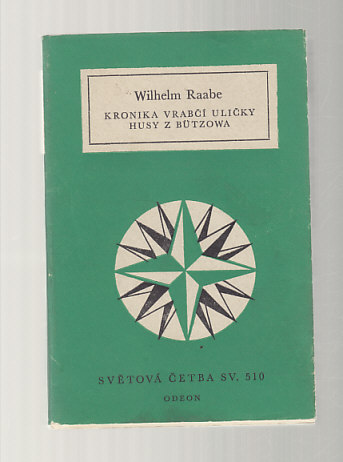 Wilhelm Raabe
KRONIKA VRABČÍ ULIČKY
HUSY Z BÜTZOWA
SVĚTOVÁ ČETBA SV. 510
ODEON